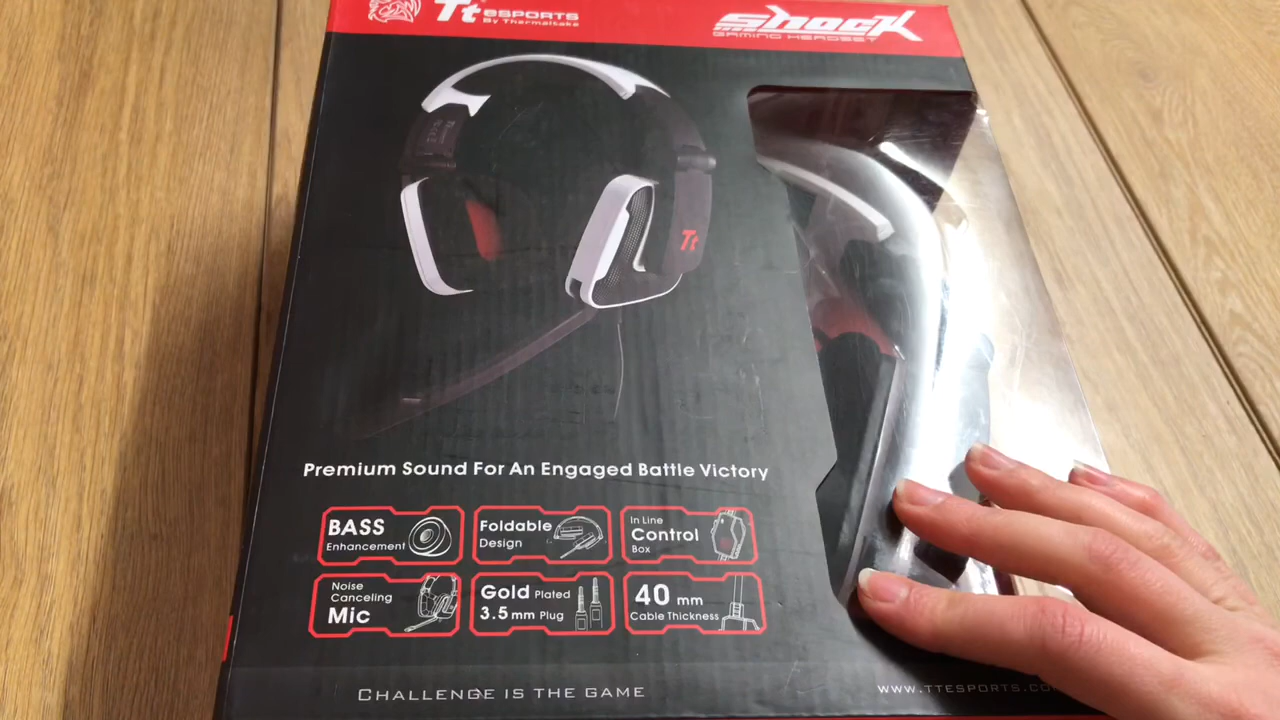 Tt eSPORTS
By Thermaltake
Shock
GAMING HEADSET
Tt
Premium Sound For An Engaged Battle Victory
BASS
Enhancement
Foldable
Design
In Line
Control
Box
Noise
Canceling
Mic
Gold Plated
3.5 mm Plug
40 mm
Cable Thickness
CHALLENGE IS THE GAME
WWW.TTESPORTS.CO